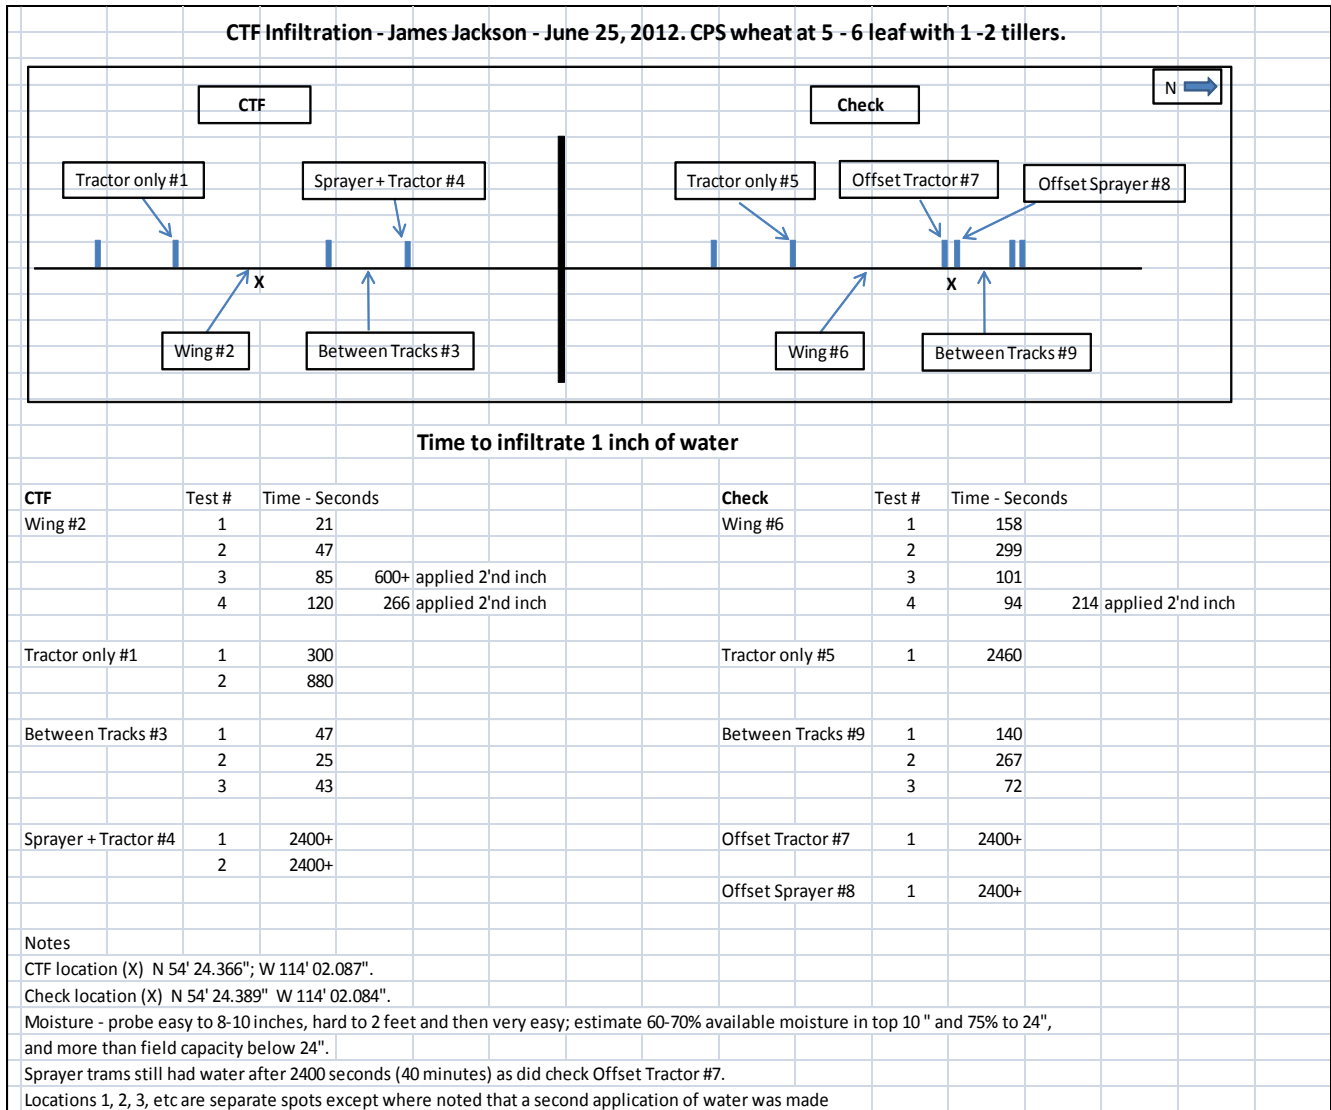 CTF Infiltration - James Jackson - June 25, 2012. CPS wheat at 5 - 6 leaf with 1 -2 tillers.
N
CTF
Check
Tractor only #1
Sprayer + Tractor #4
Tractor only #5
Offset Tractor #7
Offset Sprayer #8
X
X
Wing #2
Between Tracks #3
Wing #6
Between Tracks #9
Time to infiltrate 1 inch of water
CTF Test # Time - Seconds Check Test # Time - Seconds
Wing #2 1 21 Wing #6 1 158
2 47 2 299
3 85 600+ applied 2'nd inch 3 101
4 120 266 applied 2'nd inch 4 94 214 applied 2'nd inch
Tractor only #1 1 300 Tractor only #5 1 2460
2 880
Between Tracks #3 1 47 Between Tracks #9 1 140
2 25 2 267
3 43 3 72
Sprayer + Tractor #4 1 2400+ Offset Tractor #7 1 2400+
2 2400+
Offset Sprayer #8 1 2400+
Notes
CTF location (X)  N 54' 24.366"; W 114' 02.087".
Check location (X)  N 54' 24.389"  W 114' 02.084".
Moisture - probe easy to 8-10 inches, hard to 2 feet and then very easy; estimate 60-70% available moisture in top 10 " and 75% to 24",
and more than field capacity below 24".
Sprayer trams still had water after 2400 seconds (40 minutes) as did check Offset Tractor #7.
Locations 1, 2, 3, etc are separate spots except where noted that a second application of water was made